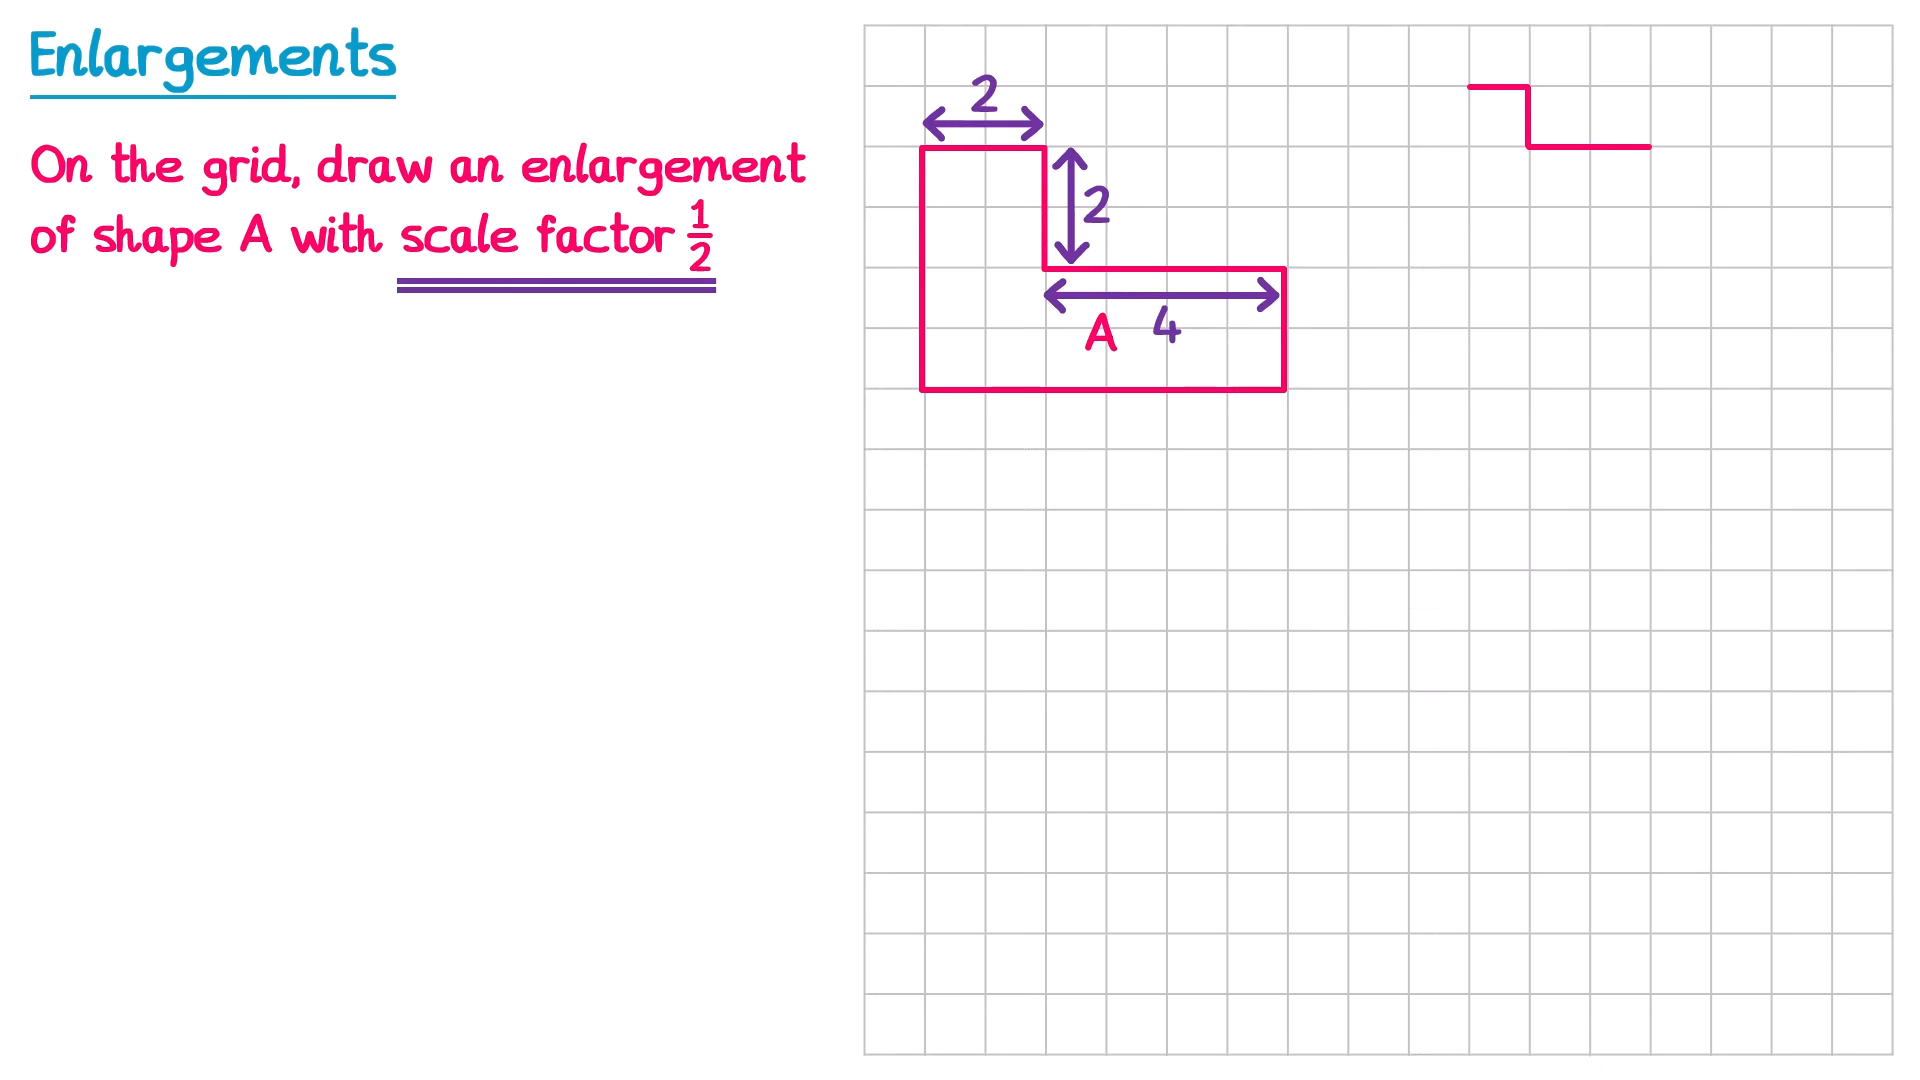 Enlargements
On the grid, draw an enlargement
of shape A with scale factor 1/2
2
2
A 4